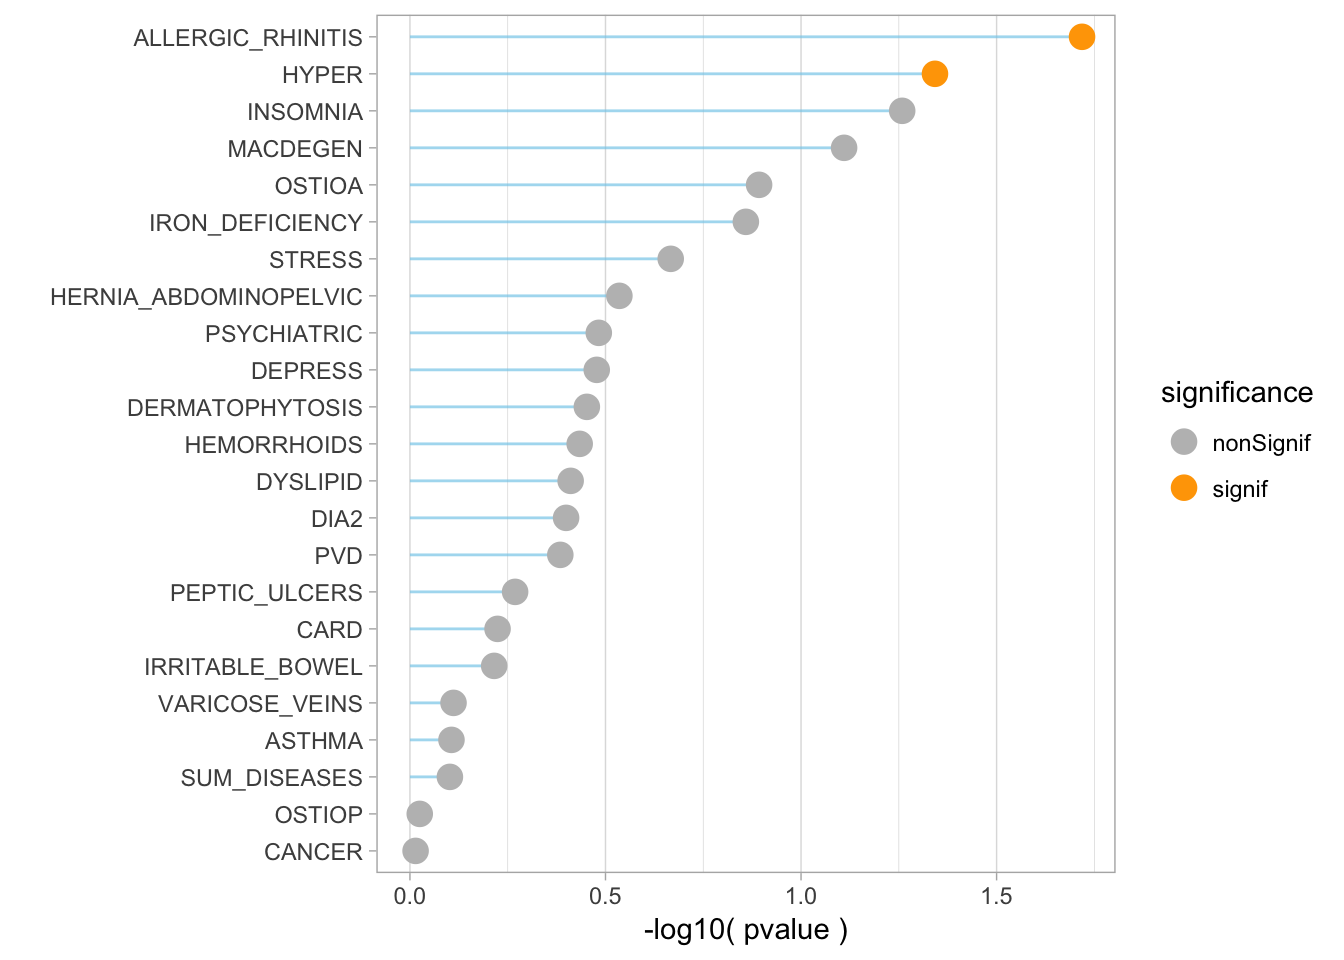 ALLERGIC_RHINITIS
HYPER
INSOMNIA
MACDEGEN
OSTIOA
IRON_DEFICIENCY
STRESS
HERNIA_ABDOMINOPELVIC
PSYCHIATRIC
DEPRESS
DERMATOPHYTOSIS
HEMORRHOIDS
DYSLIPID
DIA2
PVD
PEPTIC_ULCERS
CARD
IRRITABLE_BOWEL
VARICOSE_VEINS
ASTHMA
SUM_DISEASES
OSTIOP
CANCER
0.0 0.5 1.0 1.5
-log10( pvalue )
significance
nonSignif
signif